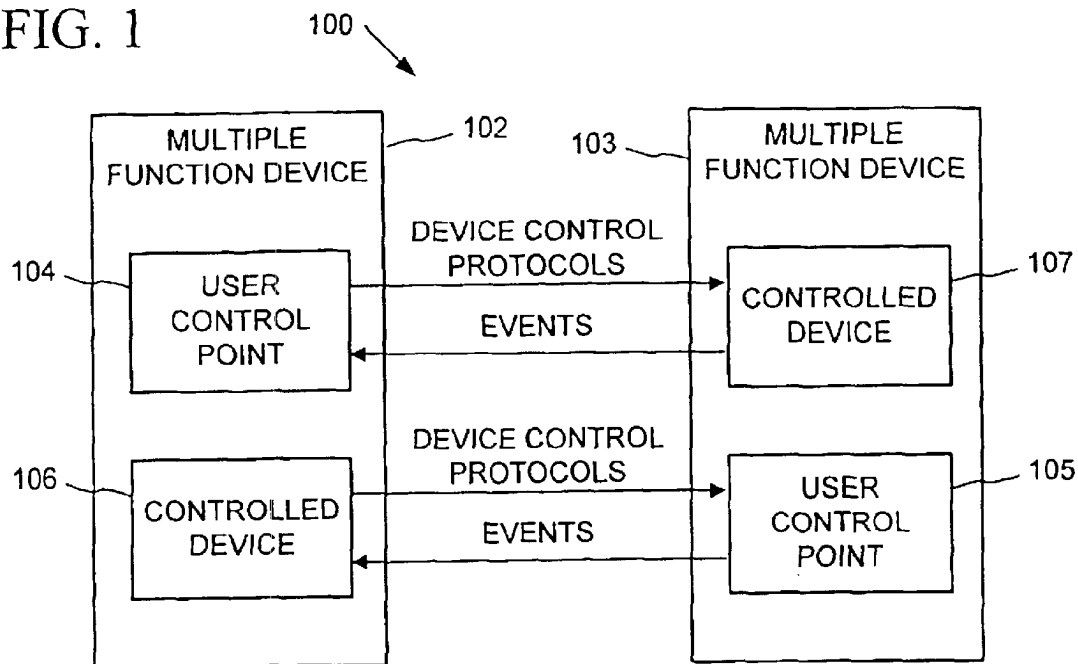 FIG. 1
100
MULTIPLE
FUNCTION DEVICE
102
103
MULTIPLE
FUNCTION DEVICE
DEVICE CONTROL
PROTOCOLS
104
USER
CONTROL
POINT
EVENTS
107
CONTROLLED
DEVICE
DEVICE CONTROL
PROTOCOLS
106
CONTROLLED
DEVICE
EVENTS
105
USER
CONTROL
POINT